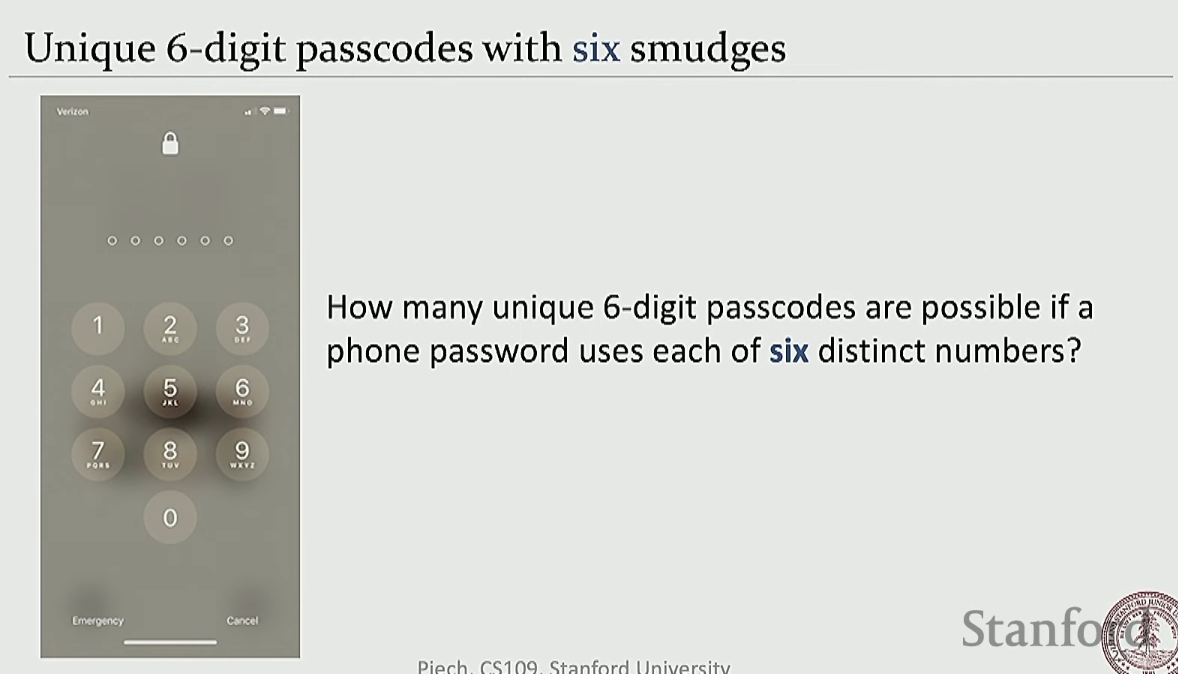 Unique 6-digit passcodes with six smudges
Verizon
1
2
ABC
3
DEF
4
GHI
5
JKL
6
MNO
7
PQRS
8
TUV
9
WXYZ
0
Emergency
Cancel
How many unique 6-digit passcodes are possible if a
phone password uses each of six distinct numbers?
Stanford
Piech, CS109, Stanford University